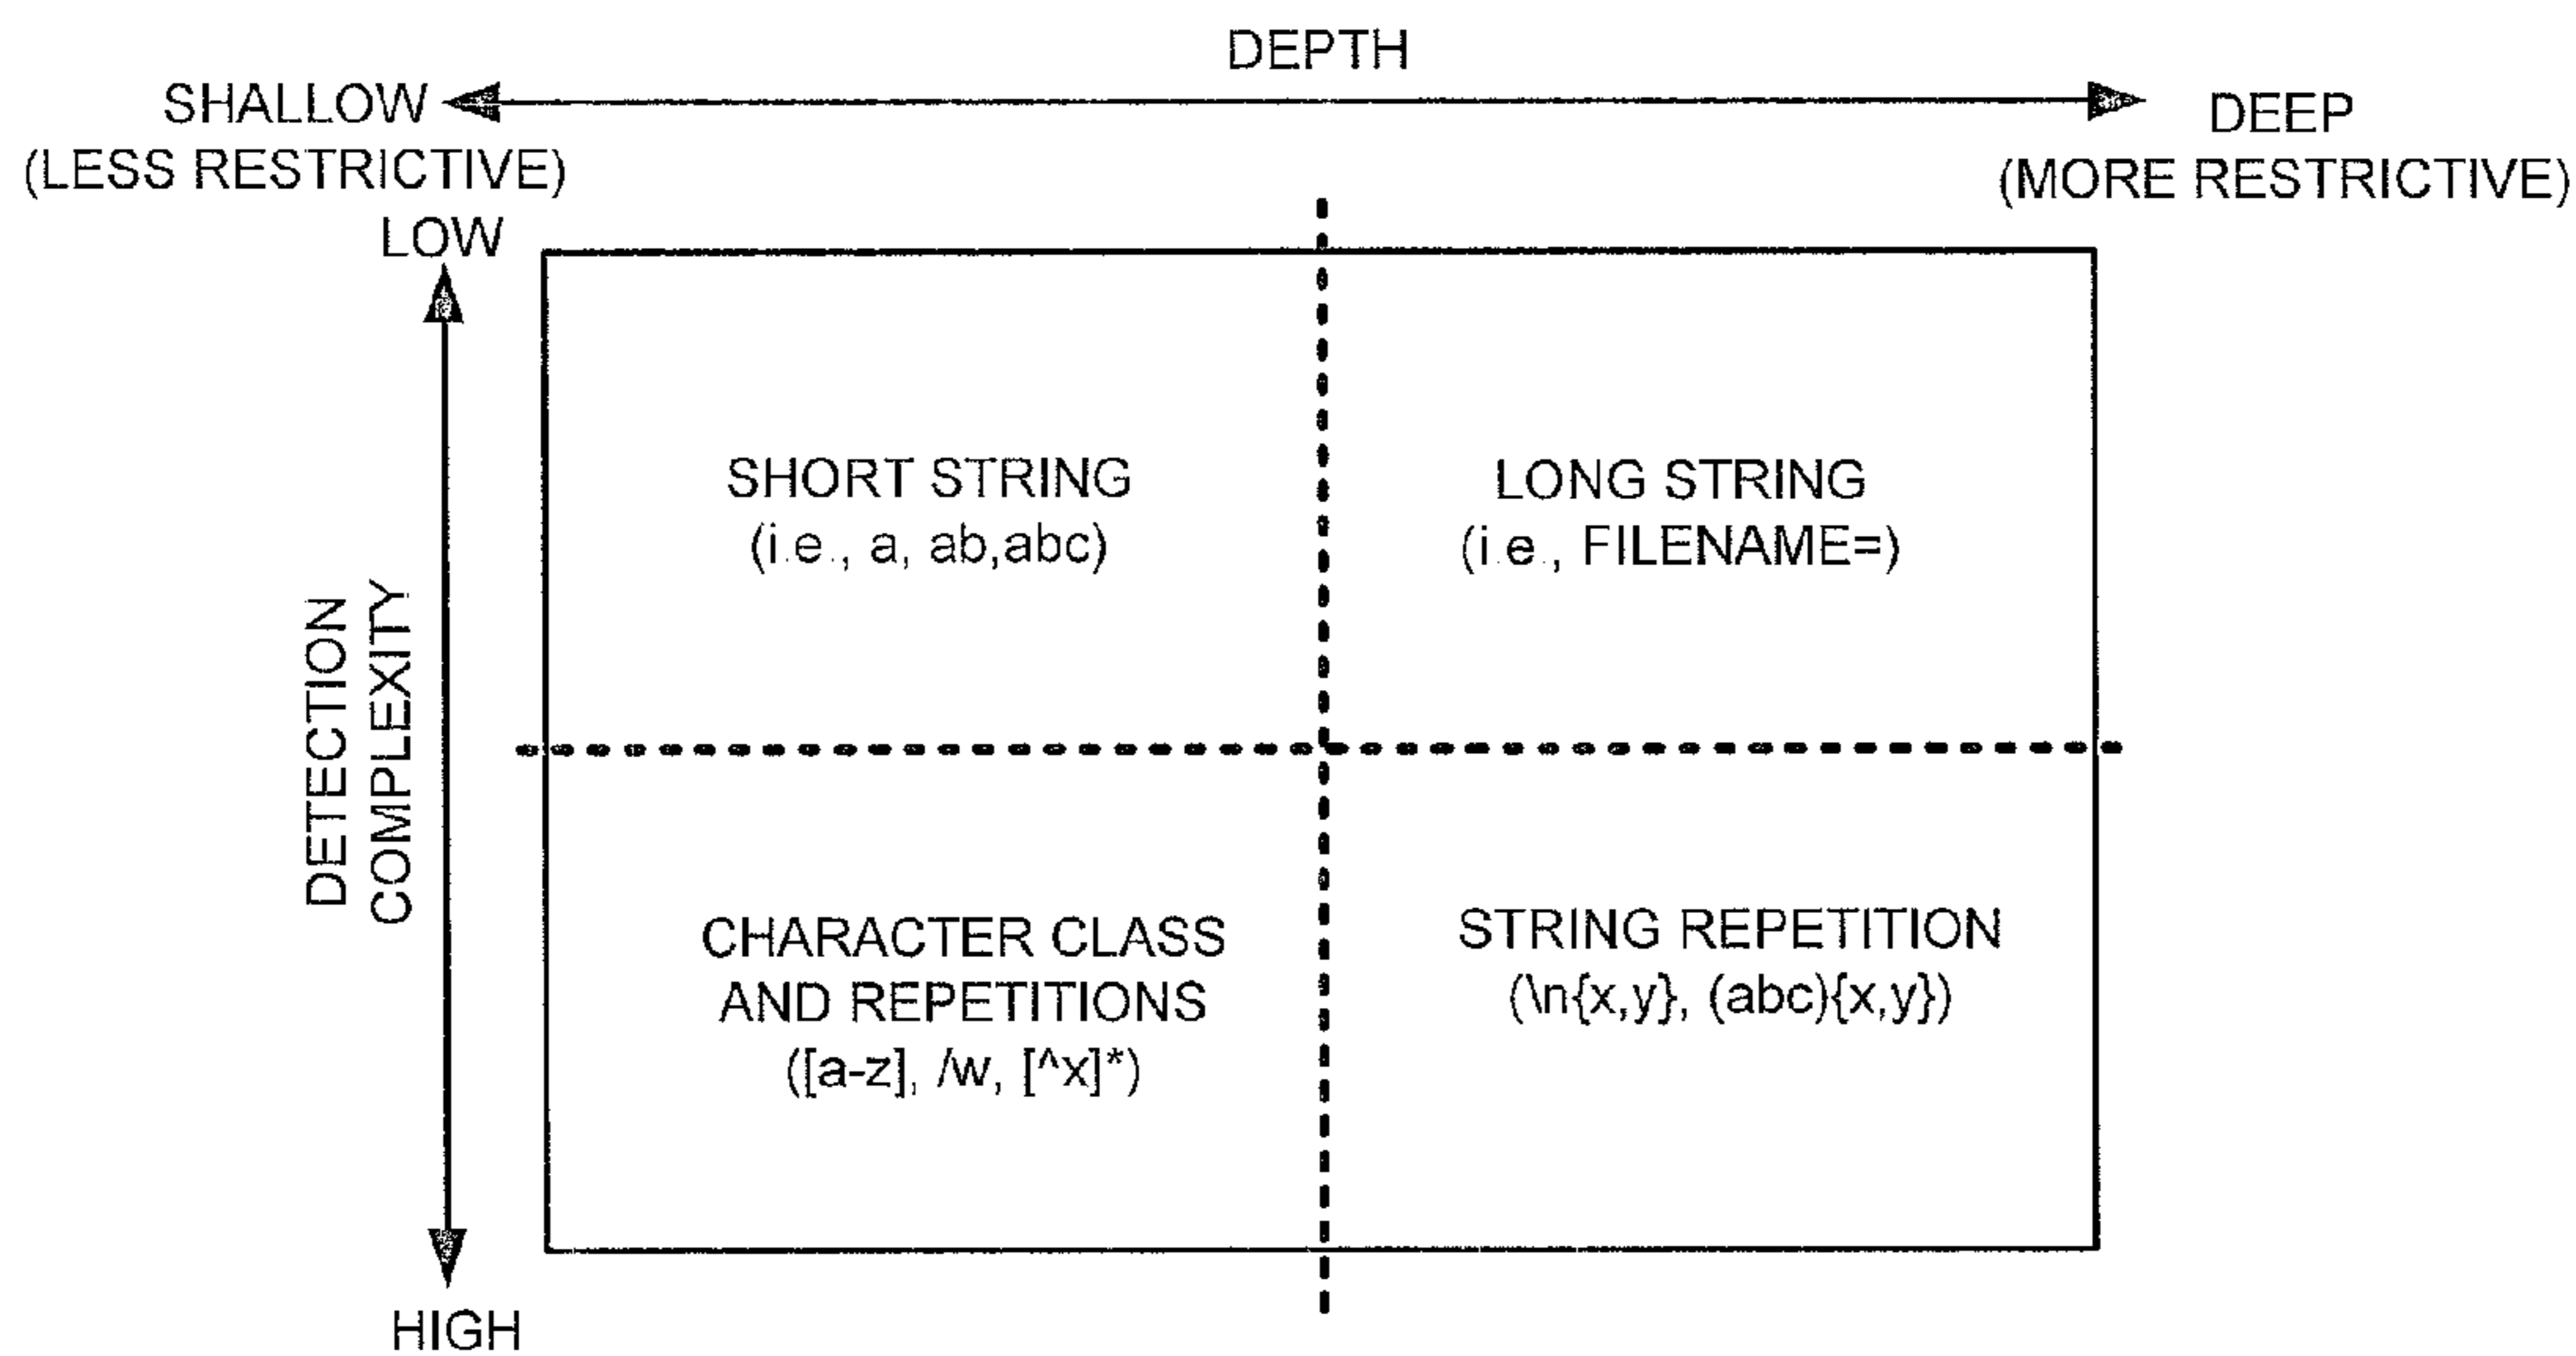 DEPTH
SHALLOW
(LESS RESTRICTIVE)
DEEP
(MORE RESTRICTIVE)
LOW
DETECTION
COMPLEXITY
HIGH
SHORT STRING
(i.e., a, ab,abc)
LONG STRING
(i.e., FILENAME=)
CHARACTER CLASS
AND REPETITIONS
([a-z], /w, [^x]*)
STRING REPETITION
(\n{x,y}, (abc){x,y})